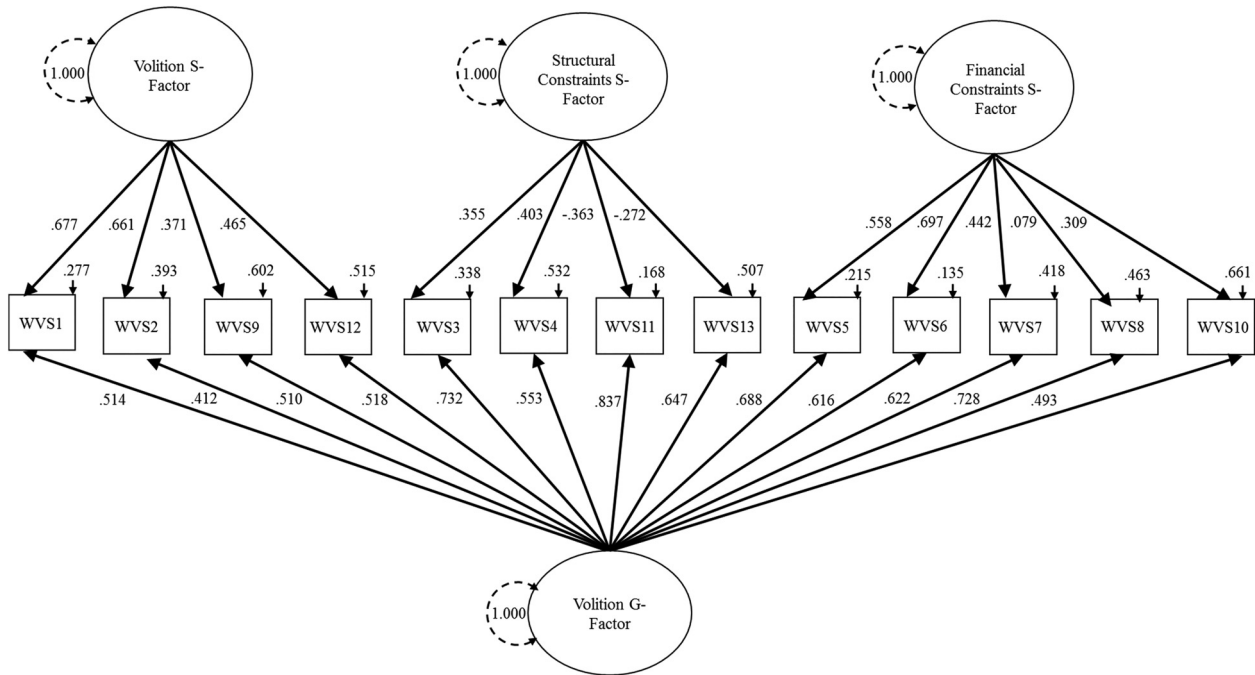 1.000
Volition S-
Factor
1.000
Structural
Constraints S-
Factor
1.000
Financial
Constraints S-
Factor
.677
.661
.371
.465
.355
.403
-.363
-.272
.558
.697
.442
.079
.309
.277
.393
.602
.515
.338
.532
.168
.507
.215
.135
.418
.463
.661
WVS1
WVS2
WVS9
WVS12
WVS3
WVS4
WVS11
WVS13
WVS5
WVS6
WVS7
WVS8
WVS10
.514
.412
.510
.518
.732
.553
.837
.647
.688
.616
.622
.728
.493
1.000
Volition G-
Factor